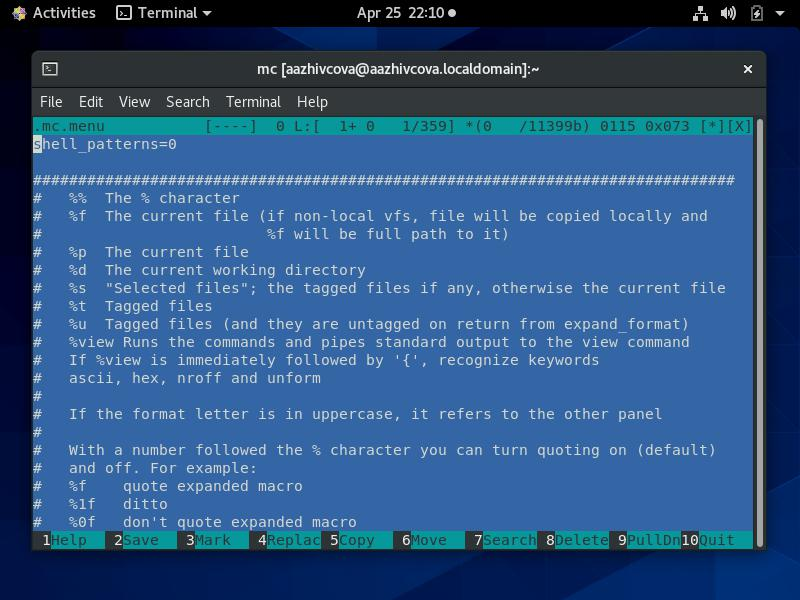 Activities Terminal Apr 25 22:10
mc [aazhivcova@aazhivcova.localdomain]:~
File Edit View Search Terminal Help
.mc.menu [----] 0 L:[ 1+ 0 1/359] *(0 /11399b) 0115 0x073 [*][X]
shell_patterns=0
##############################################################################
# %% The % character
# %f The current file (if non-local vfs, file will be copied locally and
# %f will be full path to it)
# %p The current file
# %d The current working directory
# %s "Selected files"; the tagged files if any, otherwise the current file
# %t Tagged files
# %u Tagged files (and they are untagged on return from expand_format)
# %view Runs the commands and pipes standard output to the view command
# If %view is immediately followed by '{', recognize keywords
# ascii, hex, nroff and unform
#
# If the format letter is in uppercase, it refers to the other panel
#
# With a number followed the % character you can turn quoting on (default)
# and off. For example:
# %f quote expanded macro
# %1f ditto
# %0f don't quote expanded macro
1Help 2Save 3Mark 4Replac 5Copy 6Move 7Search 8Delete 9PullDn 10Quit